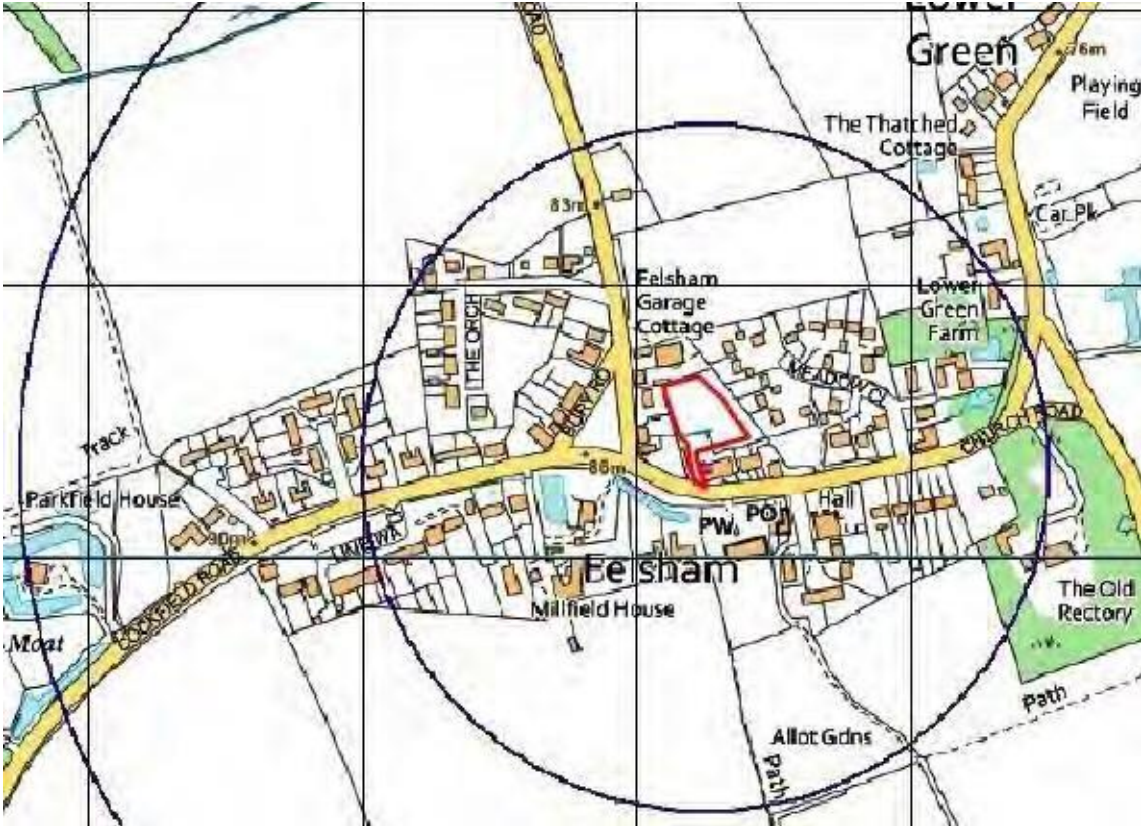 Lower
Green
76m
Playing
Field
The Thatched
Cottage
83m
Car Pk
Felsham
Garage
Cottage
Lower
Green
Farm
THE ORCH
MEADOW CL
BURY RD
CHURCH ROAD
Track
88m
Parkfield House
Hall
PW
PO
90m
Felsham
Millfield House
The Old
Rectory
Moat
COCKFIELD ROAD
Path
Allot Gdns
Path